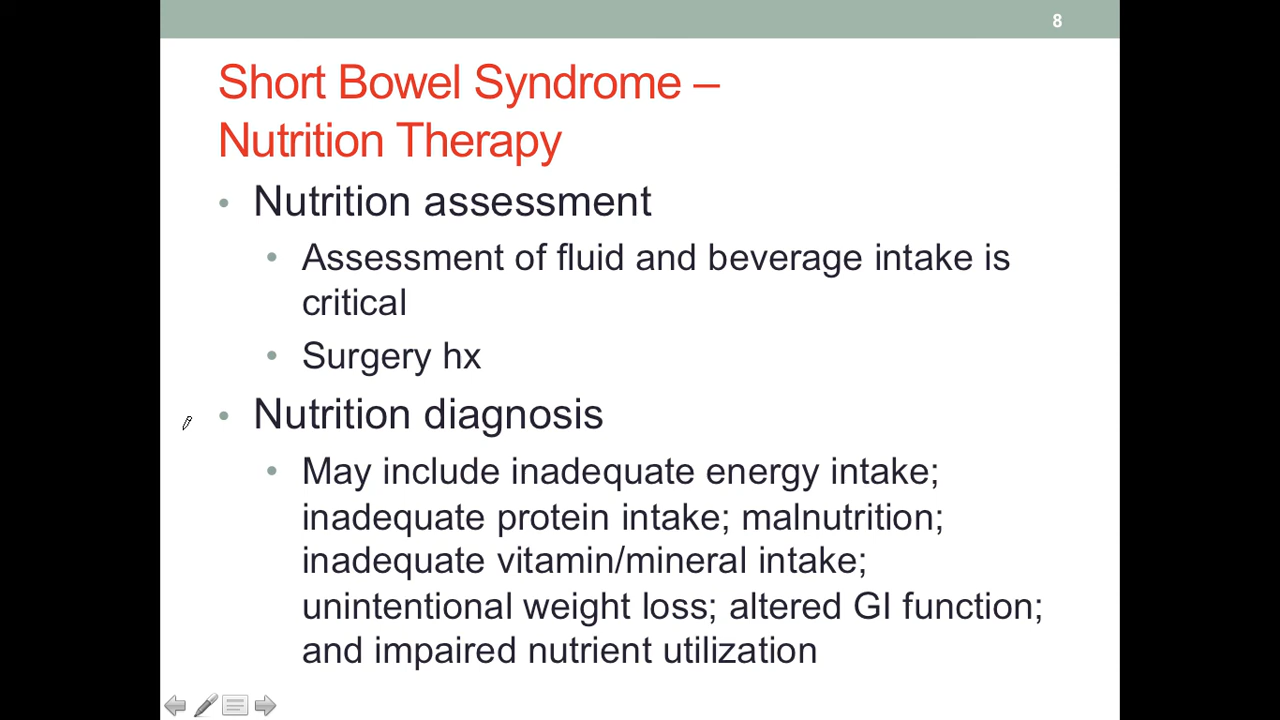 8
Short Bowel Syndrome –
Nutrition Therapy
• Nutrition assessment
• Assessment of fluid and beverage intake is
critical
• Surgery hx
• Nutrition diagnosis
• May include inadequate energy intake;
inadequate protein intake; malnutrition;
inadequate vitamin/mineral intake;
unintentional weight loss; altered GI function;
and impaired nutrient utilization